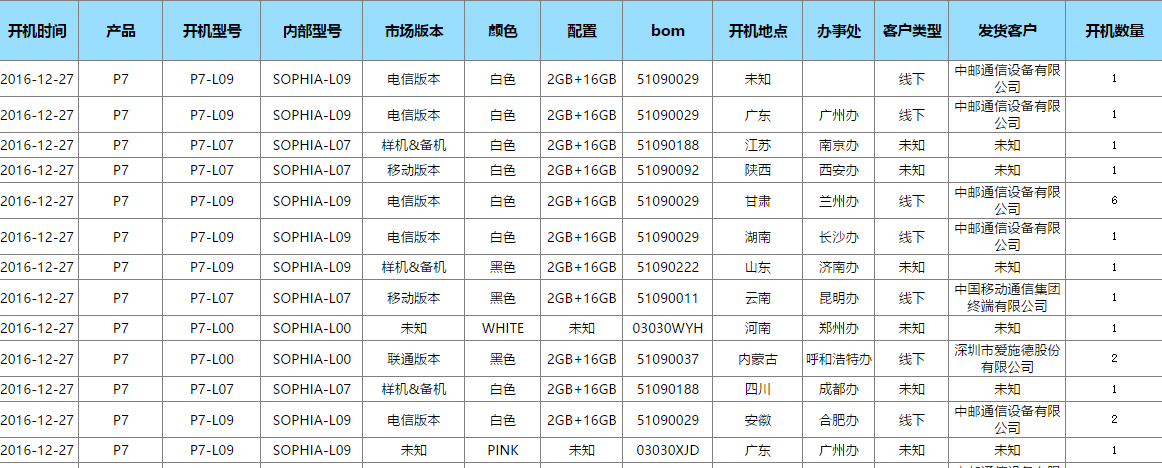 开机时间 产品 开机型号 内部型号 市场版本 颜色 配置 bom 开机地点 办事处 客户类型 发货客户 开机数量
2016-12-27 P7 P7-L09 SOPHIA-L09 电信版本 白色 2GB+16GB 51090029 未知 线下 中邮通信设备有限公司 1
2016-12-27 P7 P7-L09 SOPHIA-L09 电信版本 白色 2GB+16GB 51090029 广东 广州办 线下 中邮通信设备有限公司 1
2016-12-27 P7 P7-L07 SOPHIA-L07 样机&备机 白色 2GB+16GB 51090188 江苏 南京办 未知 未知 1
2016-12-27 P7 P7-L07 SOPHIA-L07 移动版本 白色 2GB+16GB 51090092 陕西 西安办 未知 未知 1
2016-12-27 P7 P7-L09 SOPHIA-L09 电信版本 白色 2GB+16GB 51090029 甘肃 兰州办 线下 中邮通信设备有限公司 6
2016-12-27 P7 P7-L09 SOPHIA-L09 电信版本 白色 2GB+16GB 51090029 湖南 长沙办 线下 中邮通信设备有限公司 1
2016-12-27 P7 P7-L09 SOPHIA-L09 样机&备机 黑色 2GB+16GB 51090222 山东 济南办 未知 未知 1
2016-12-27 P7 P7-L07 SOPHIA-L07 移动版本 黑色 2GB+16GB 51090011 云南 昆明办 线下 中国移动通信集团终端有限公司 1
2016-12-27 P7 P7-L00 SOPHIA-L00 未知 WHITE 未知 03030WYH 河南 郑州办 未知 未知 1
2016-12-27 P7 P7-L00 SOPHIA-L00 联通版本 黑色 2GB+16GB 51090037 内蒙古 呼和浩特办 线下 深圳市爱施德股份有限公司 2
2016-12-27 P7 P7-L07 SOPHIA-L07 样机&备机 白色 2GB+16GB 51090188 四川 成都办 未知 未知 1
2016-12-27 P7 P7-L09 SOPHIA-L09 电信版本 白色 2GB+16GB 51090029 安徽 合肥办 线下 中邮通信设备有限公司 2
2016-12-27 P7 P7-L09 SOPHIA-L09 未知 PINK 未知 03030XJD 广东 广州办 未知 未知 1